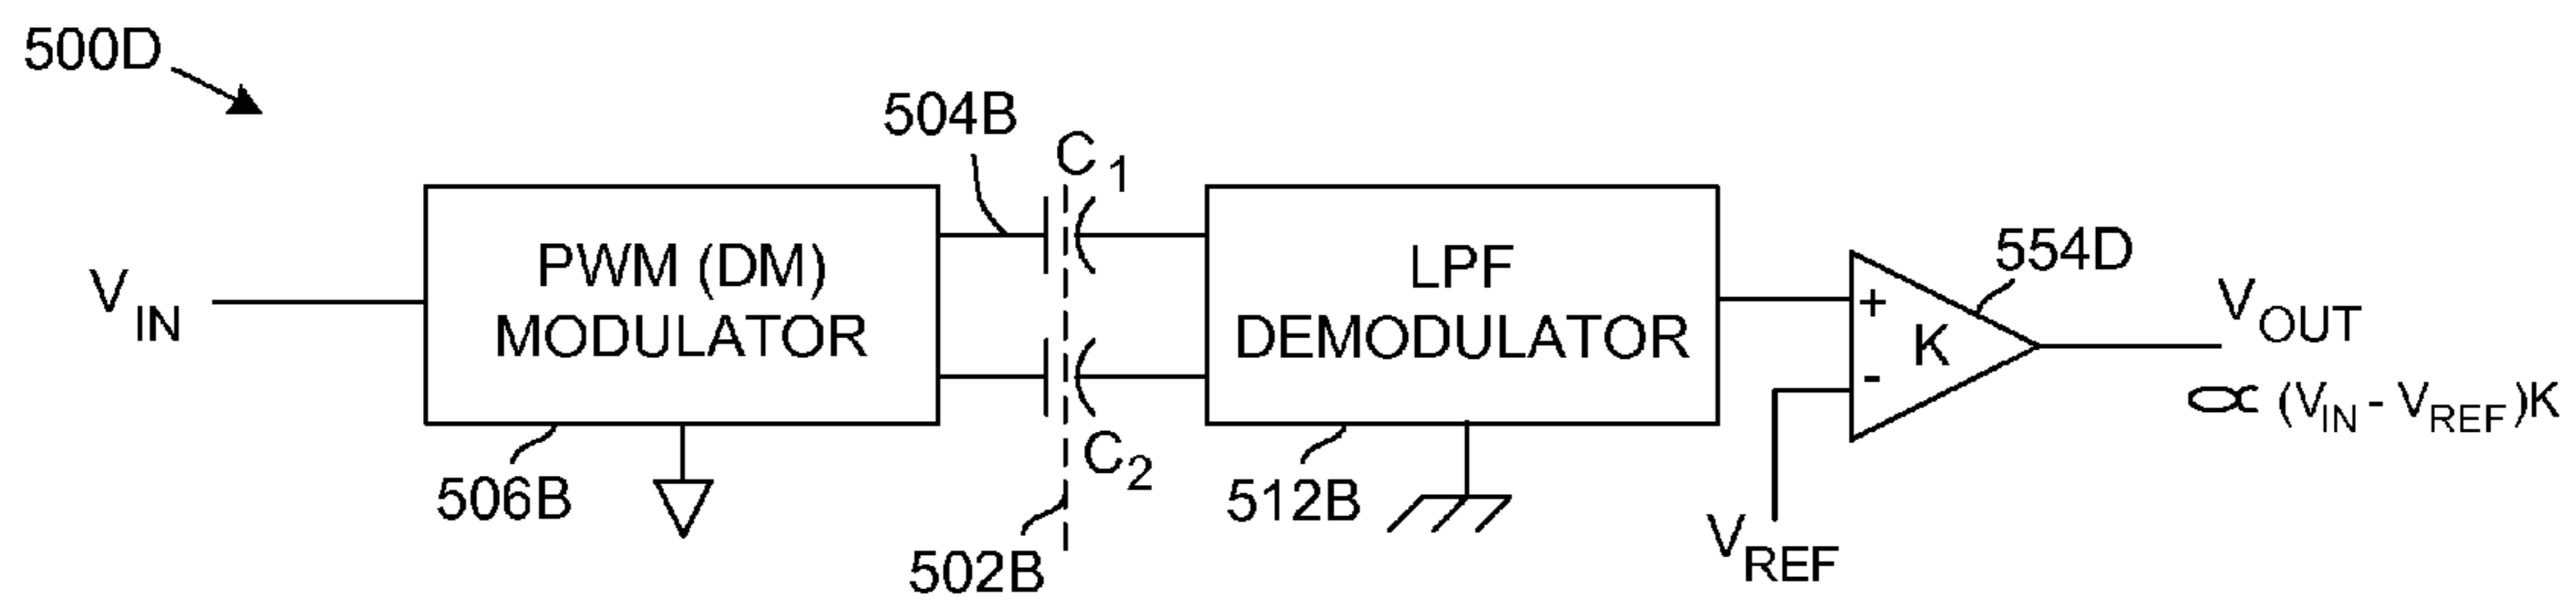 500D
504B
C1
VIN
PWM (DM)
MODULATOR
LPF
DEMODULATOR
+
-
K
554D
VOUT
∝ (VIN - VREF)K
C2
506B
502B
512B
VREF